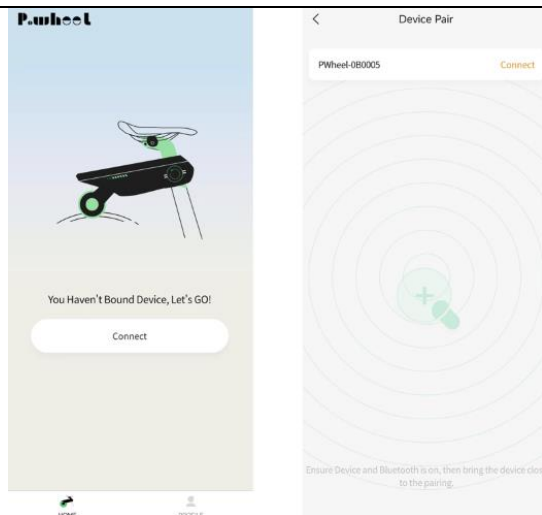 P.wheel
You Haven't Bound Device, Let's GO!
Connect
HOME
Device Pair
PWheel-0B0005
Connect
Ensure Device and Bluetooth is on, then bring the device clos
to the pairing.